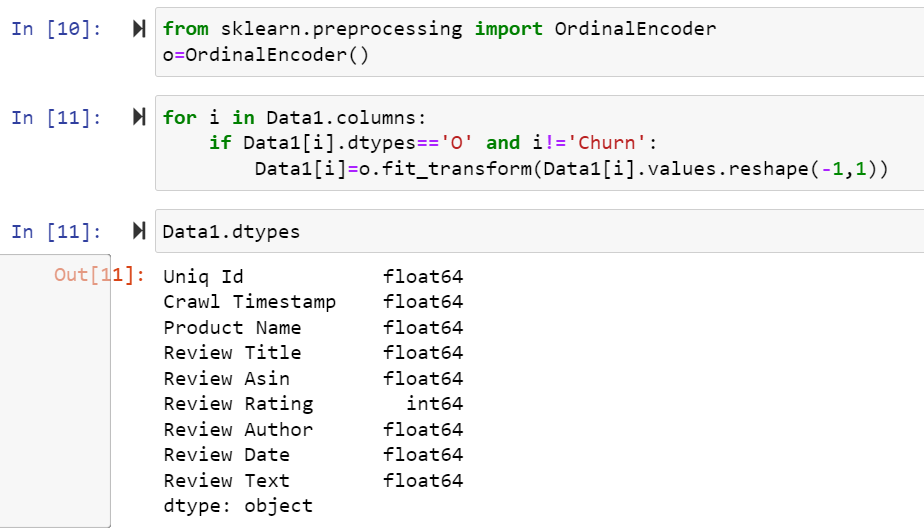 In [10]: from sklearn.preprocessing import OrdinalEncoder
o=OrdinalEncoder()
In [11]: for i in Data1.columns:
    if Data1[i].dtypes=='O' and i!='Churn':
        Data1[i]=o.fit_transform(Data1[i].values.reshape(-1,1))
In [11]: Data1.dtypes
Out[11]: Uniq Id            float64
Crawl Timestamp    float64
Product Name       float64
Review Title       float64
Review Asin        float64
Review Rating        int64
Review Author      float64
Review Date        float64
Review Text        float64
dtype: object